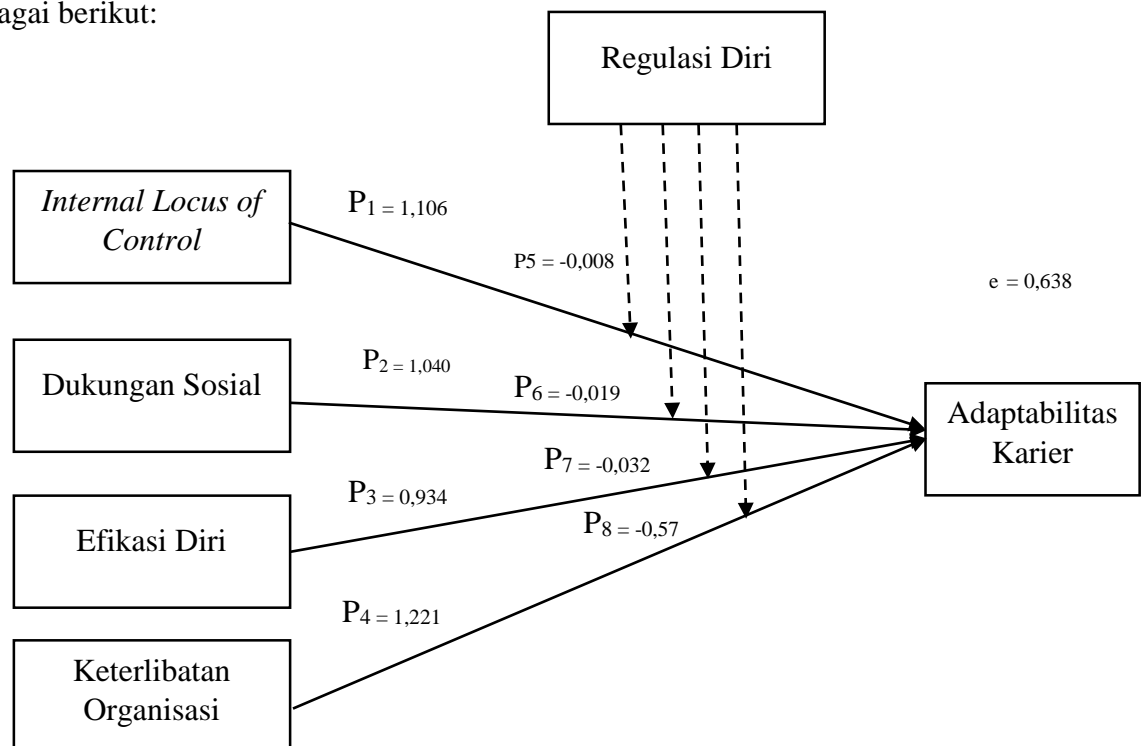 agai berikut:
Regulasi Diri
Internal Locus of
Control
P1 = 1,106
P5 = -0,008
e = 0,638
Dukungan Sosial
P2 = 1,040
P6 = -0,019
Adaptabilitas
Karier
P7 = -0,032
Efikasi Diri
P3 = 0,934
P8 = -0,57
P4 = 1,221
Keterlibatan
Organisasi